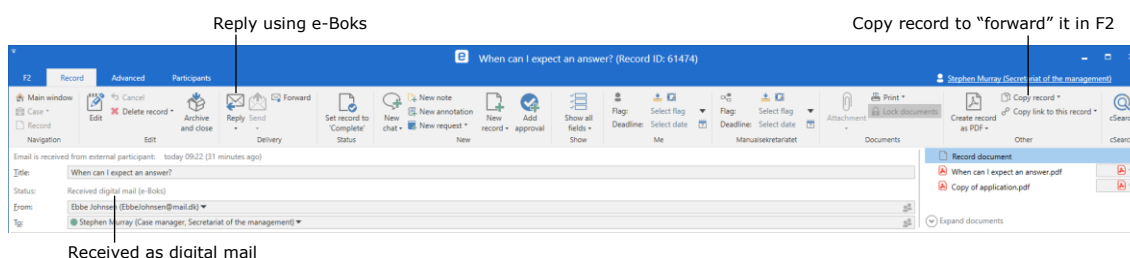 Reply using e-Boks
Copy record to “forward” it in F2
When can I expect an answer? (Record ID: 61474)
F2 Record Advanced Participants
Stephen Murray (Secretariat of the management)
Main window
Case
Record
Navigation
Edit
Cancel
Delete record
Archive and close
Edit
Reply Send
Forward
Delivery
Set record to 'Complete'
Status
New chat
New note
New annotation
New request
New record
Add approval
New
Show all fields
Show
Flag: Select flag
Deadline: Select date
Me
Flag: Select flag
Deadline: Select date
Manualsekretariatet
Attachment
Print
Lock documents
Documents
Create record as PDF
Copy record
Copy link to this record
Other
cSearc
cSearc
Email is received from external participant: today 09:22 (31 minutes ago)
Title: When can I expect an answer?
Status: Received digital mail (e-Boks)
From: Ebbe Johnsen (EbbeJohnsen@mail.dk)
To: Stephen Murray (Case manager, Secretariat of the management)
Record document
When can I expect an answer.pdf
Copy of application.pdf
Expand documents
Received as digital mail